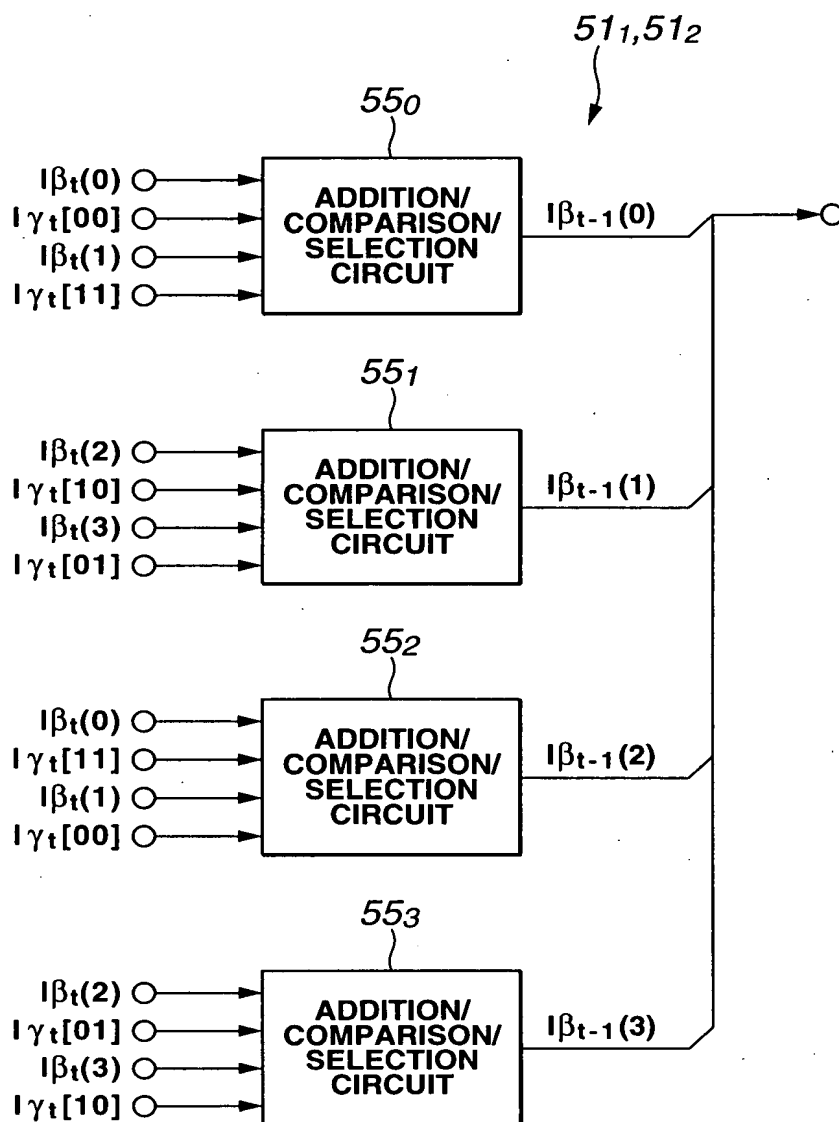 51₁,51₂
55₀
Iβt(0)
Iγt[00]
Iβt(1)
Iγt[11]
ADDITION/
COMPARISON/
SELECTION
CIRCUIT
Iβt-1(0)
55₁
Iβt(2)
Iγt[10]
Iβt(3)
Iγt[01]
ADDITION/
COMPARISON/
SELECTION
CIRCUIT
Iβt-1(1)
55₂
Iβt(0)
Iγt[11]
Iβt(1)
Iγt[00]
ADDITION/
COMPARISON/
SELECTION
CIRCUIT
Iβt-1(2)
55₃
Iβt(2)
Iγt[01]
Iβt(3)
Iγt[10]
ADDITION/
COMPARISON/
SELECTION
CIRCUIT
Iβt-1(3)